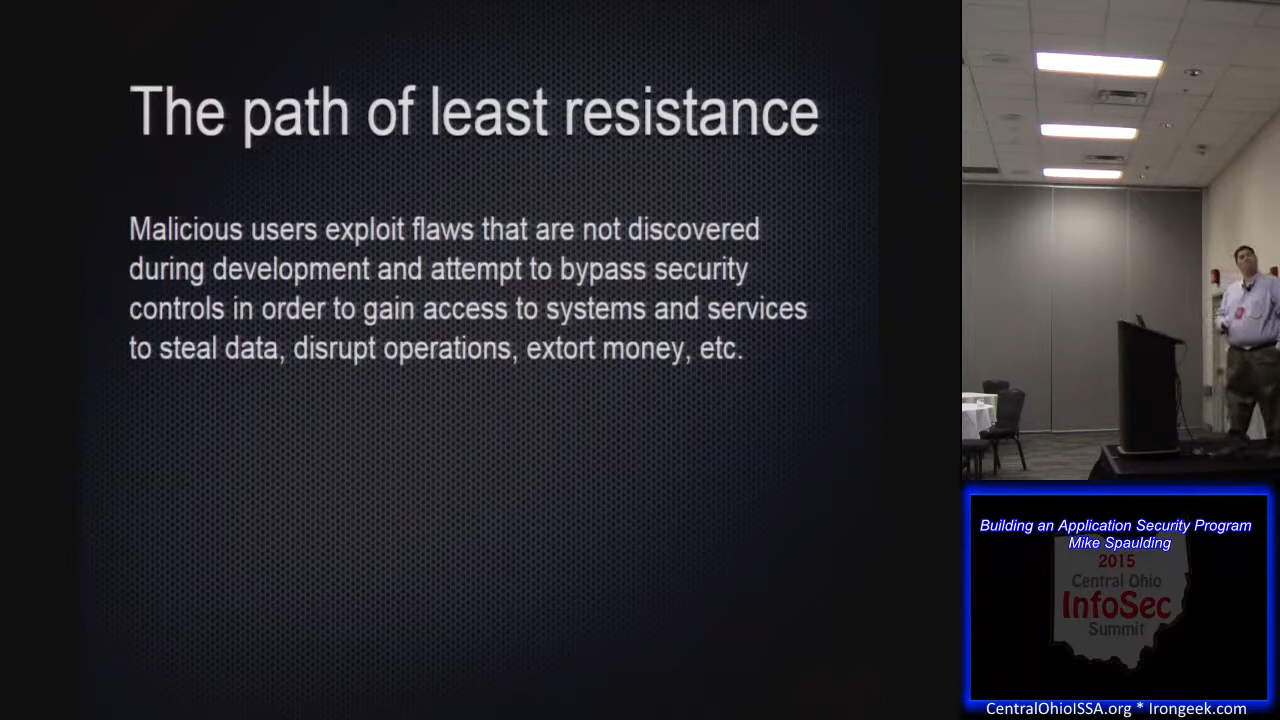 The path of least resistance
Malicious users exploit flaws that are not discovered
during development and attempt to bypass security
controls in order to gain access to systems and services
to steal data, disrupt operations, extort money, etc.
Building an Application Security Program
Mike Spaulding
2015
Central Ohio
InfoSec
Summit
CentralOhioISSA.org * Irongeek.com